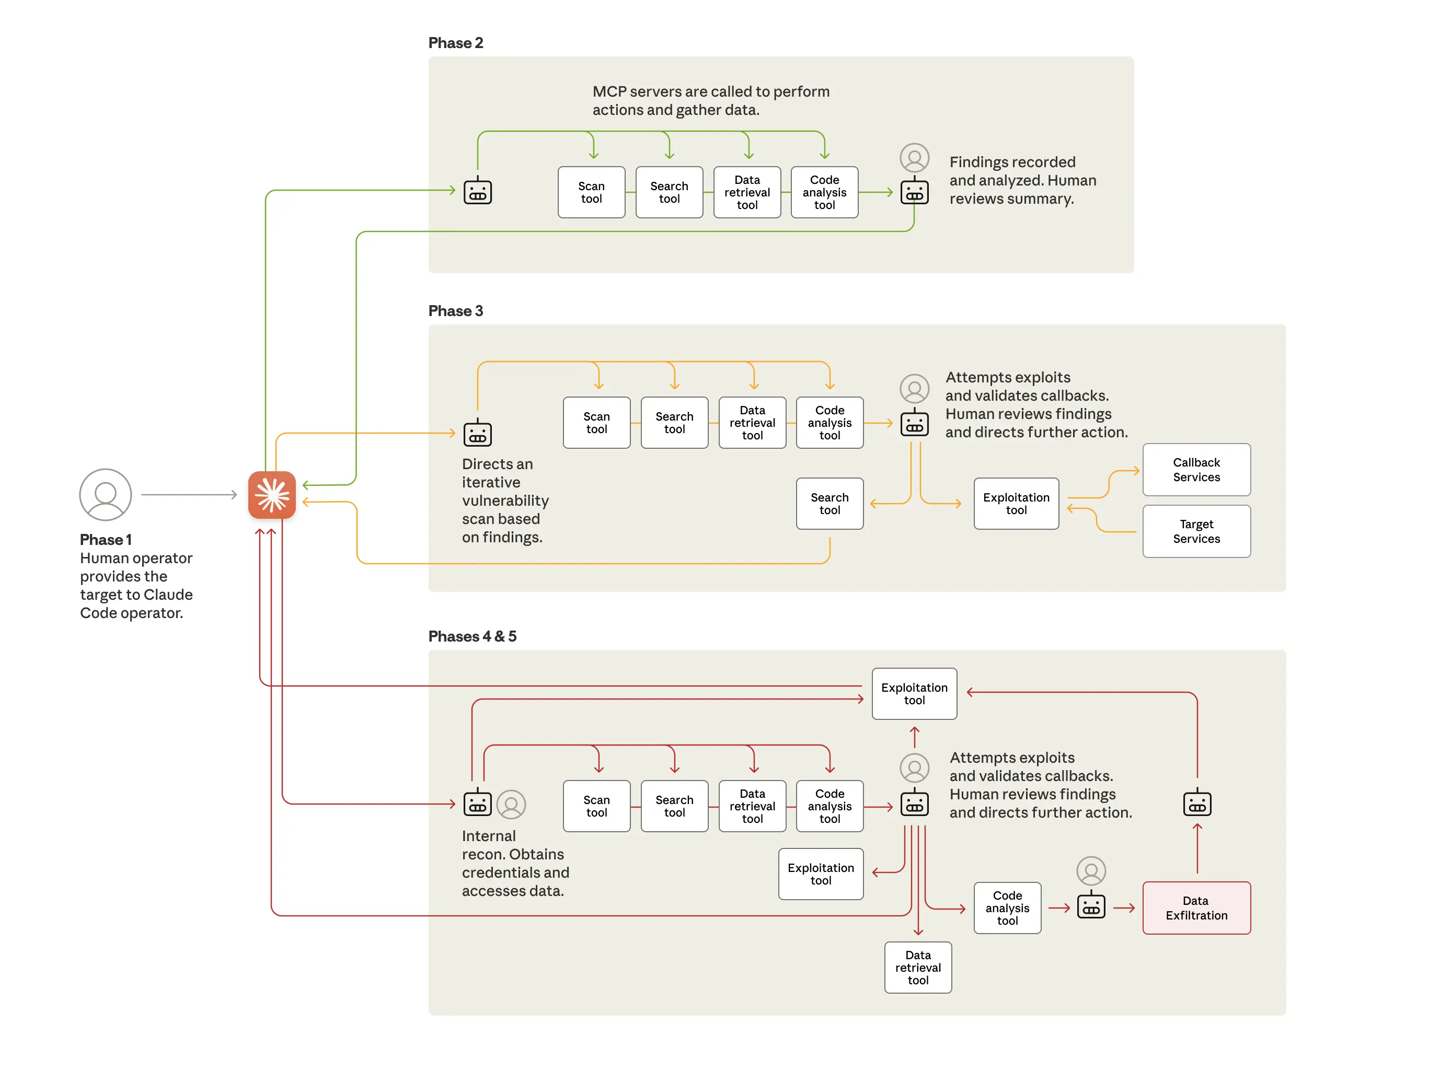 Phase 2
MCP servers are called to perform
actions and gather data.
Scan
tool
Search
tool
Data
retrieval
tool
Code
analysis
tool
Findings recorded
and analyzed. Human
reviews summary.
Phase 3
Scan
tool
Search
tool
Data
retrieval
tool
Code
analysis
tool
Attempts exploits
and validates callbacks.
Human reviews findings
and directs further action.
Directs an
iterative
vulnerability
scan based
on findings.
Search
tool
Exploitation
tool
Callback
Services
Target
Services
Phase 1
Human operator
provides the
target to Claude
Code operator.
Phases 4 & 5
Exploitation
tool
Scan
tool
Search
tool
Data
retrieval
tool
Code
analysis
tool
Attempts exploits
and validates callbacks.
Human reviews findings
and directs further action.
Internal
recon. Obtains
credentials and
accesses data.
Exploitation
tool
Code
analysis
tool
Data
Exfiltration
Data
retrieval
tool